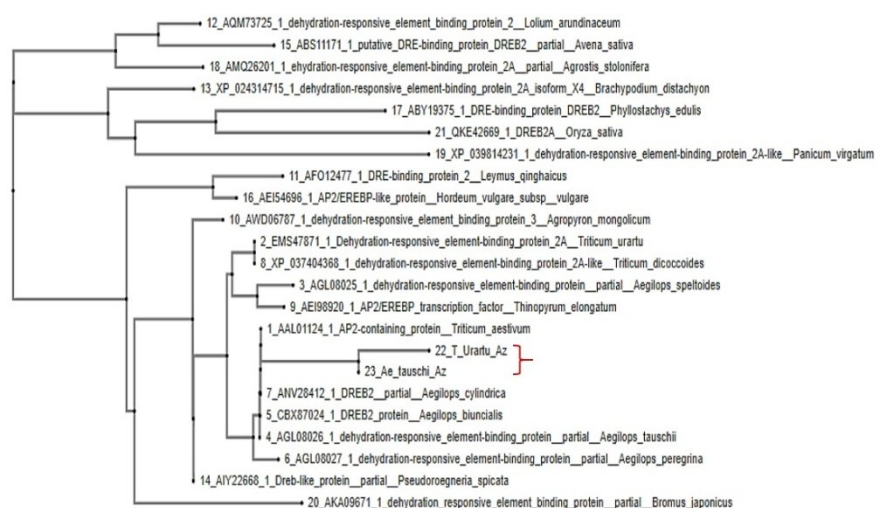 12_AQM73725_1_dehydration-responsive_element_binding_protein_2__Lolium_arundinaceum
15_ABS11171_1_putative_DRE-binding_protein_DREB2__partial__Avena_sativa
18_AMQ26201_1_ehydration-responsive_element-binding_protein_2A__partial__Agrostis_stolonifera
13_XP_024314715_1_dehydration-responsive_element-binding_protein_2A_isoform_X4__Brachypodium_distachyon
17_ABY19375_1_DRE-binding_protein_DREB2__Phyllostachys_edulis
21_QKE42669_1_DREB2A__Oryza_sativa
19_XP_039814231_1_dehydration-responsive_element-binding_protein_2A-like__Panicum_virgatum
11_AFO12477_1_DRE-binding_protein_2__Leymus_qinghaicus
16_AEI54696_1_AP2/EREBP-like_protein__Hordeum_vulgare_subsp__vulgare
10_AWD06787_1_dehydration-responsive_element_binding_protein_3__Agropyron_mongolicum
2_EMS47871_1_Dehydration-responsive_element-binding_protein_2A__Triticum_urartu
8_XP_037404368_1_dehydration-responsive_element-binding_protein_2A-like__Triticum_dicoccoides
3_AGL08025_1_dehydration-responsive_element-binding_protein__partial__Aegilops_speltoides
9_AEI98920_1_AP2/EREBP_transcription_factor__Thinopyrum_elongatum
1_AAL01124_1_AP2-containing_protein__Triticum_aestivum
22_T_Urartu_Az
23_Ae_tauschi_Az
7_ANV28412_1_DREB2__partial__Aegilops_cylindrica
5_CBX87024_1_DREB2_protein__Aegilops_biuncialis
4_AGL08026_1_dehydration-responsive_element-binding_protein__partial__Aegilops_tauschii
6_AGL08027_1_dehydration-responsive_element-binding_protein__partial__Aegilops_peregrina
14_AIY22668_1_Dreb-like_protein__partial__Pseudoroegneria_spicata
20_AKA09671_1_dehydration_responsive_element_binding_protein__partial__Bromus_japonicus